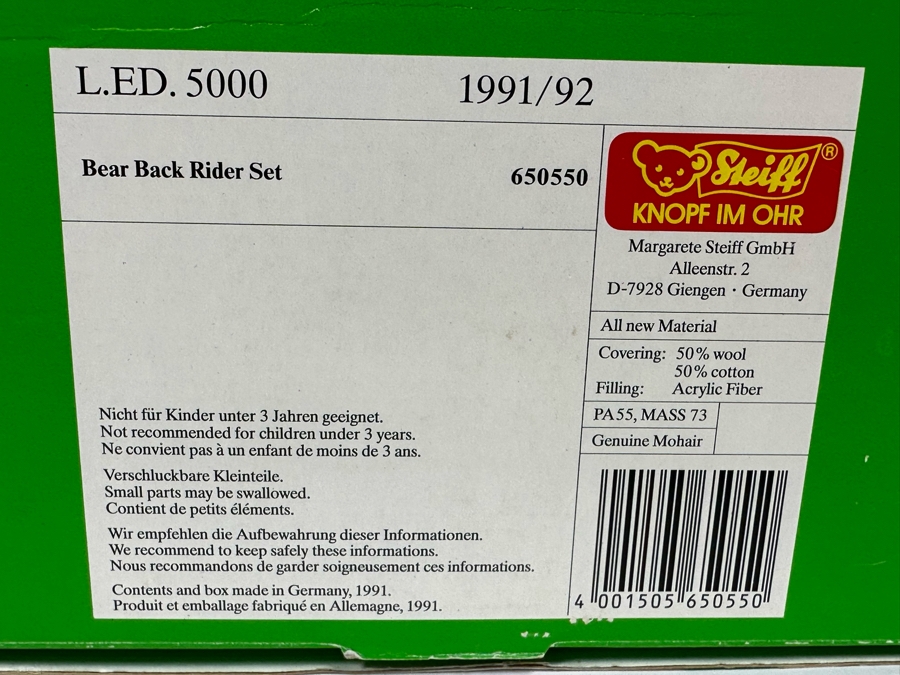 L.ED. 5000 1991/92
Bear Back Rider Set 650550
Steiff ®
KNOPF IM OHR
Margarete Steiff GmbH
Alleenstr. 2
D-7928 Giengen · Germany
All new Material
Covering: 50% wool
50% cotton
Filling: Acrylic Fiber
PA 55, MASS 73
Genuine Mohair
Nicht für Kinder unter 3 Jahren geeignet.
Not recommended for children under 3 years.
Ne convient pas à un enfant de moins de 3 ans.
Verschluckbare Kleinteile.
Small parts may be swallowed.
Contient de petits éléments.
Wir empfehlen die Aufbewahrung dieser Informationen.
We recommend to keep safely these informations.
Nous recommandons de garder soigneusement ces informations.
Contents and box made in Germany, 1991.
Produit et emballage fabriqué en Allemagne, 1991.
4 001505 650550